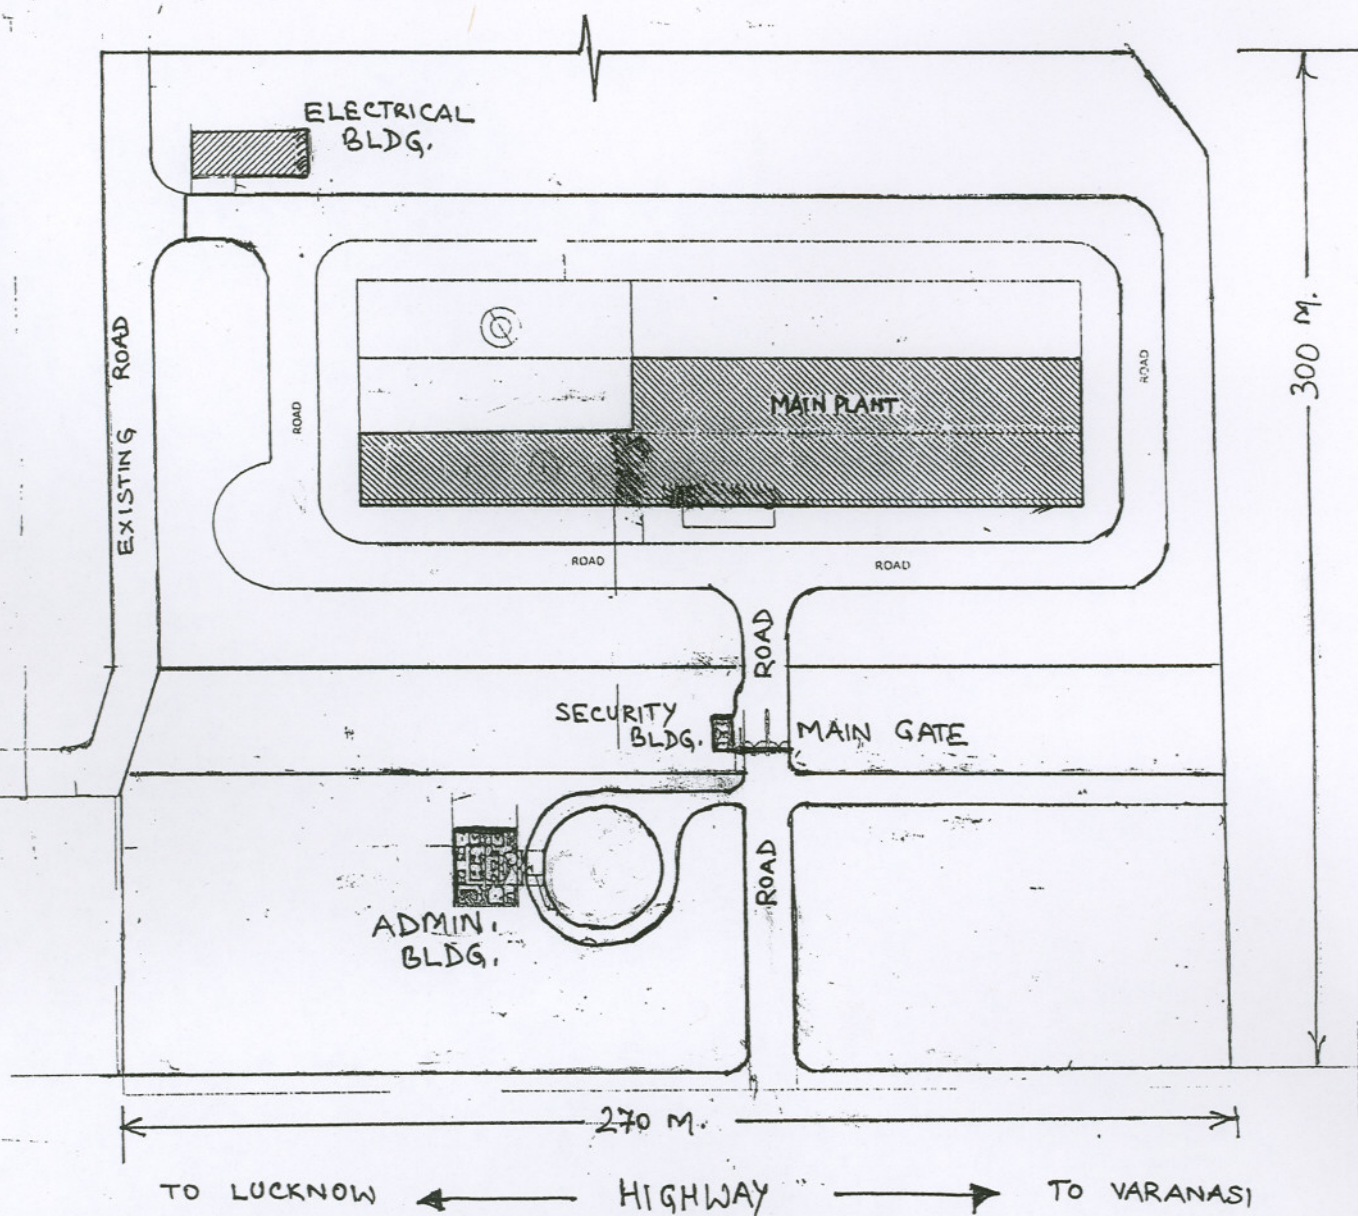 ELECTRICAL
BLDG.
EXISTING ROAD
ROAD
MAIN PLANT
ROAD
300 M.
ROAD
ROAD
ROAD
SECURITY
BLDG.
MAIN GATE
ROAD
ADMIN.
BLDG.
270 M.
TO LUCKNOW
HIGHWAY
TO VARANASI